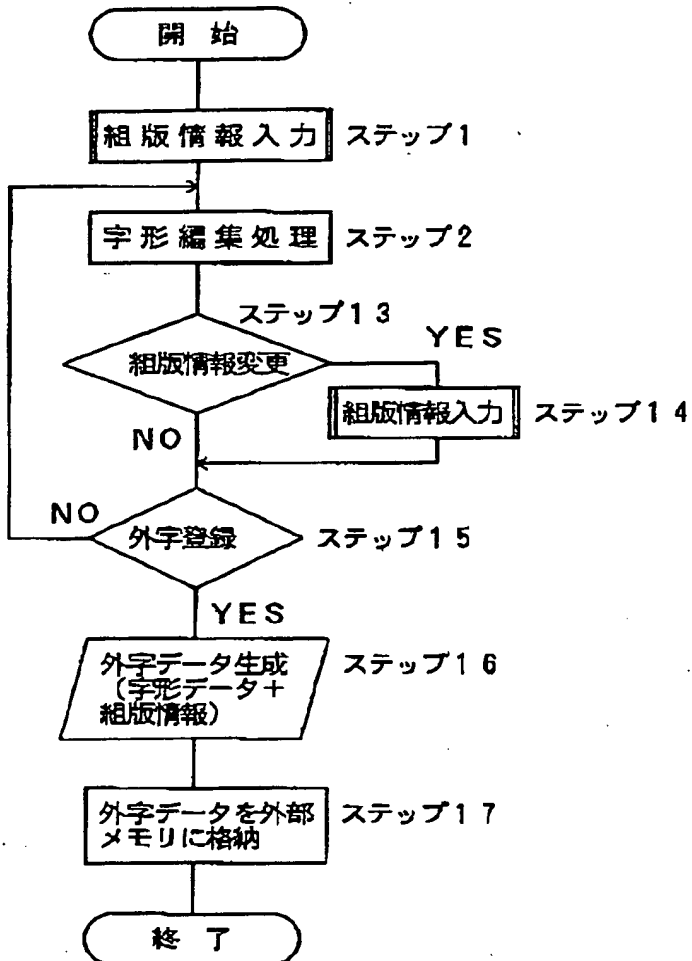 開始
組版情報入力 ステップ1
字形編集処理 ステップ2
ステップ13
組版情報変更
YES
組版情報入力 ステップ14
NO
NO
外字登録 ステップ15
YES
外字データ生成
(字形データ+
組版情報)
ステップ16
外字データを外部
メモリに格納
ステップ17
終了